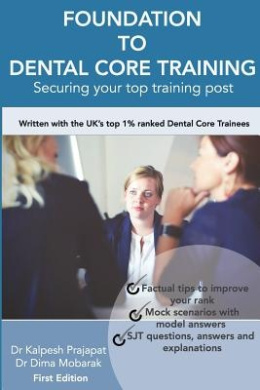 FOUNDATION
TO
DENTAL CORE TRAINING
Securing your top training post
Written with the UK's top 1% ranked Dental Core Trainees
Factual tips to improve
your rank
Mock scenarios with
model answers
SJT questions, answers and
explanations
Dr Kalpesh Prajapat
Dr Dima Mobarak
First Edition